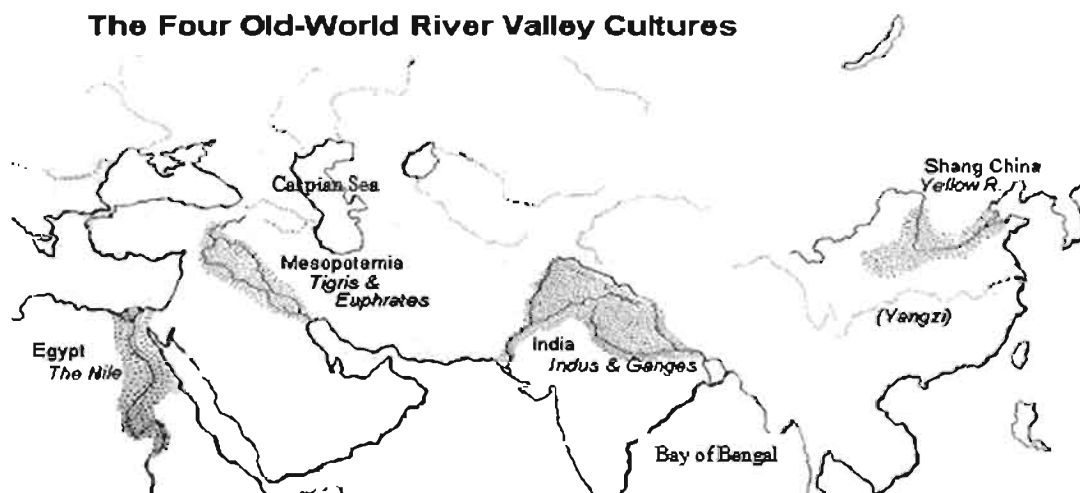 The Four Old-World River Valley Cultures
Shang China
Yellow R.
Caspian Sea
Mesopotamia
Tigris &
Euphrates
(Yangzi)
Egypt
The Nile
India
Indus & Ganges
Bay of Bengal